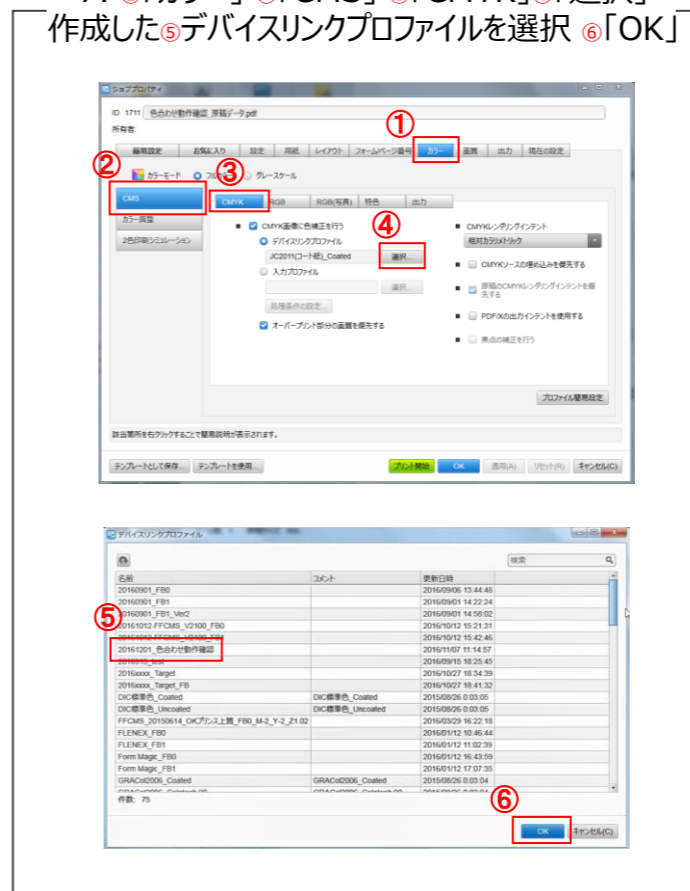 作成した⑤デバイスリンクプロファイルを選択 ⑥「OK」
ジョブプロパティ
ID 1711 色合わせ動作確認_原稿データ.pdf
所有者:
①
簡易設定 お気に入り 設定 用紙 レイアウト フォーム/ページ番号 カラー 画質 出力 現在の設定
② ③
カラーモード グレースケール
CMS CMYK RGB RGB(写真) 特色 出力
カラー調整
2色印刷シミュレーション
④
CMYK画像に色補正を行う
デバイスリンクプロファイル
JC2011(コート紙)_Coated 選択...
入力プロファイル
選択...
処理条件の設定...
オーバープリント部分の画質を優先する
CMYKレンダリングインテント
相対カラリメトリック
CMYKソースの埋め込みを優先する
原稿のCMYKレンダリングインテントを優先する
PDF/Xの出力インテントを使用する
黒点の補正を行う
プロファイル簡易設定
該当箇所を右クリックすることで簡易説明が表示されます。
テンプレートとして保存... テンプレートを使用... プリント開始 OK 適用(A) リセット(R) キャンセル(C)
デバイスリンクプロファイル
検索
名前 コメント 更新日時
20160901_FB0 2016/09/06 13:44:48
20160901_FB1 2016/09/01 14:22:24
20160901_FB1_Ver2 2016/09/01 14:58:02
⑤
20161012-FFCMS_V2100_FB0 2016/10/12 15:21:31
20161012-FFCMS_V2100_FB1 2016/10/12 15:42:46
20161201_色合わせ動作確認 2016/11/07 11:14:57
2016/09/15 18:25:45
2016xxxx_Target 2016/10/27 18:34:39
2016xxxx_Target_FB 2016/10/27 18:41:32
DIC標準色_Coated DIC標準色_Coated 2015/08/26 0:03:05
DIC標準色_Uncoated DIC標準色_Uncoated 2015/08/26 0:03:05
FFCMS_20150614_OKプリンス上質_FB0_M-2_Y-2_Z1.02 2016/03/29 16:22:18
FLENEX_FB0 2016/01/12 10:46:44
FLENEX_FB1 2016/01/12 11:02:39
Form Magic_FB0 2016/01/12 16:43:59
Form Magic_FB1 2016/01/12 17:07:35
GRACol2006_Coated GRACol2006_Coated 2015/08/26 0:03:04
件数: 75
⑥
OK キャンセル(C)